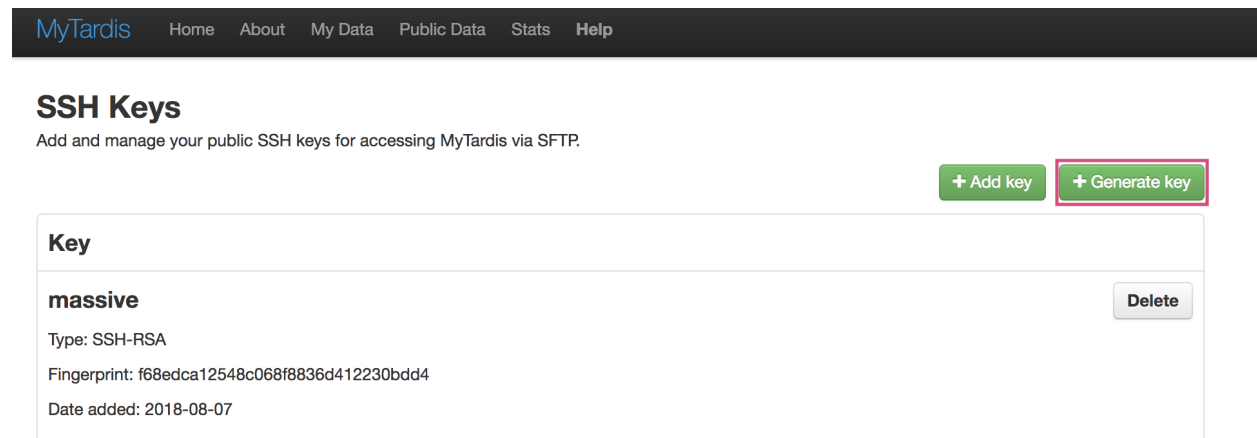 MyTardis Home About My Data Public Data Stats Help
SSH Keys
Add and manage your public SSH keys for accessing MyTardis via SFTP.
+ Add key + Generate key
Key
massive Delete
Type: SSH-RSA
Fingerprint: f68edca12548c068f8836d412230bdd4
Date added: 2018-08-07